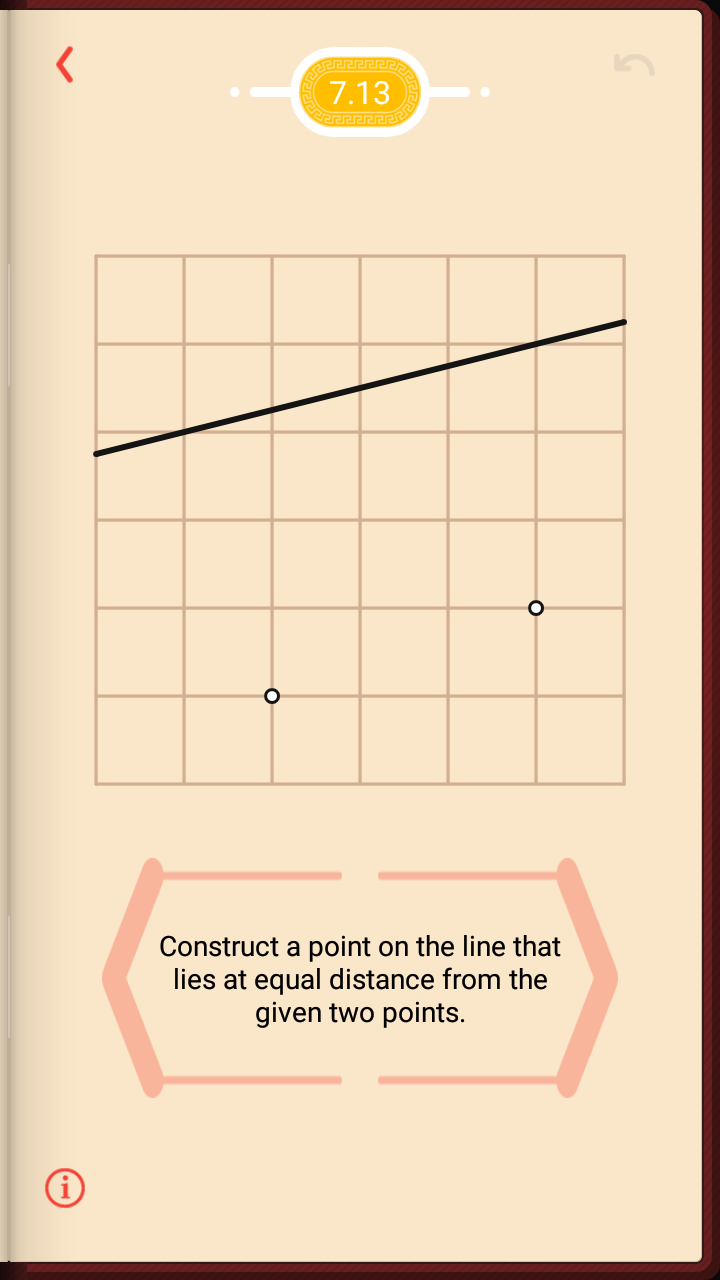 7.13
Construct a point on the line that
lies at equal distance from the
given two points.
i